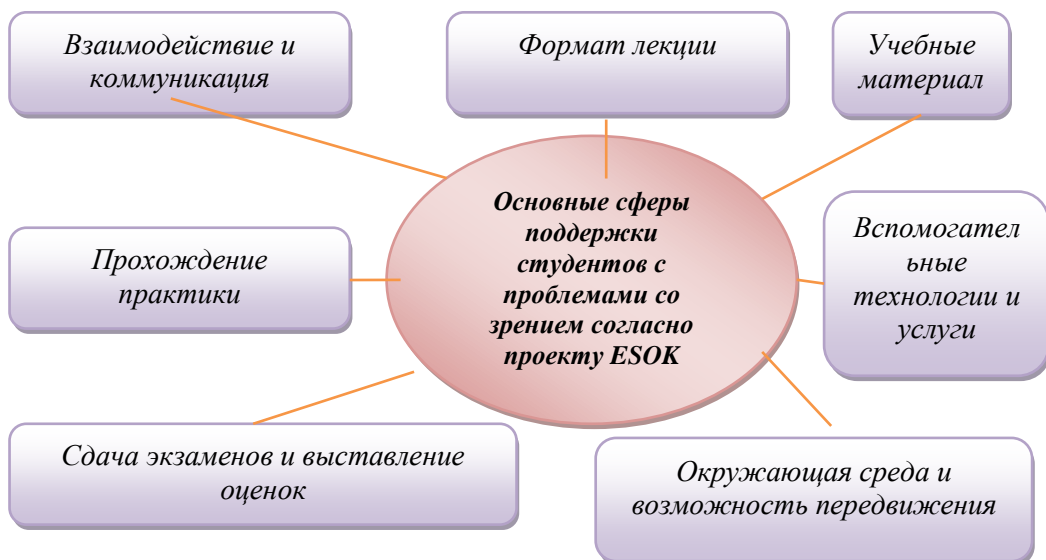 Взаимодействие и
коммуникация
Формат лекции
Учебные
материал
Основные сферы
поддержки
студентов с
проблемами со
зрением согласно
проекту ESOK
Прохождение
практики
Вспомогател
ьные
технологии и
услуги
Сдача экзаменов и выставление
оценок
Окружающая среда и
возможность передвижения